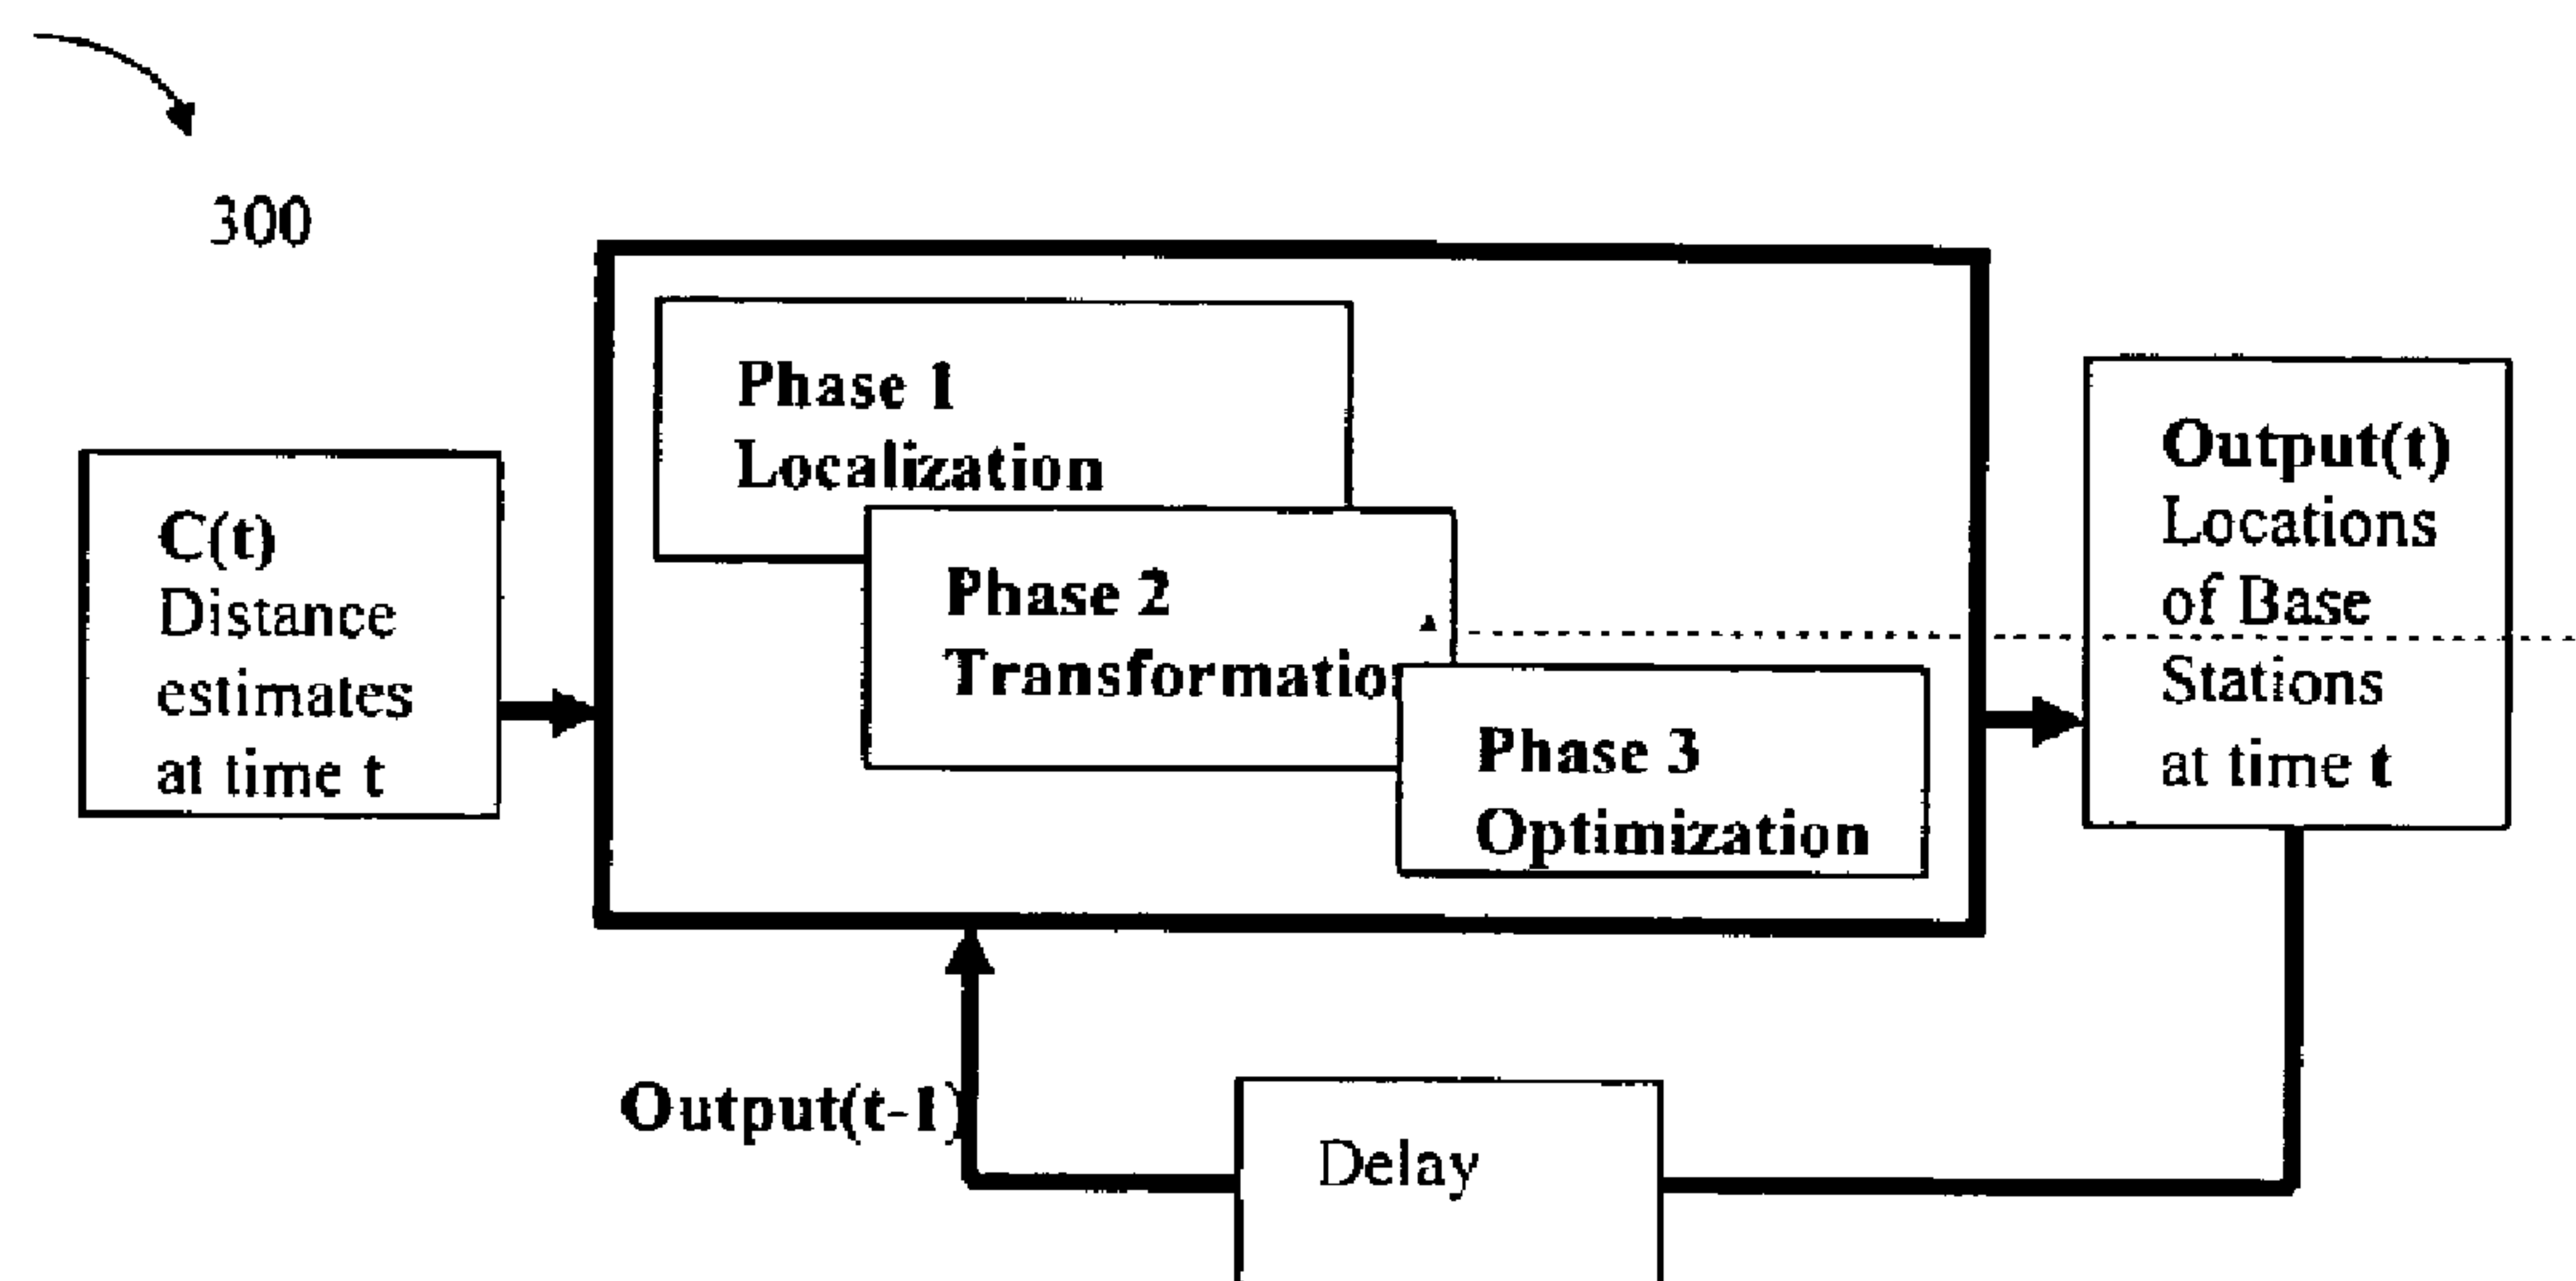 300
Phase 1
Localization
C(t)
Distance
estimates
at time t
Phase 2
Transformation
Phase 3
Optimization
Output(t)
Locations
of Base
Stations
at time t
Output(t-1)
Delay